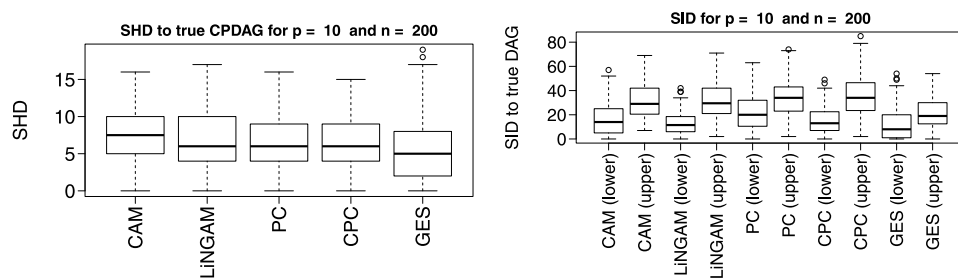 SHD to true CPDAG for p = 10 and n = 200
SHD
15
10
5
0
CAM
LiNGAM
PC
CPC
GES
SID for p = 10 and n = 200
SID to true DAG
80
60
40
20
0
CAM (lower)
CAM (upper)
LiNGAM (lower)
LiNGAM (upper)
PC (lower)
PC (upper)
CPC (lower)
CPC (upper)
GES (lower)
GES (upper)